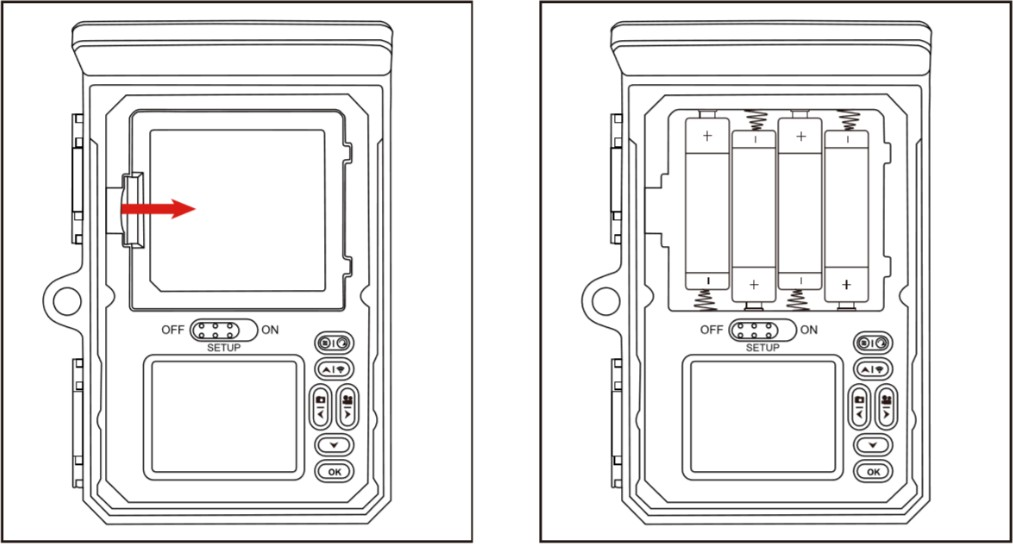 OFF ON
SETUP
OK
+ − + −
− + − +
OFF ON
SETUP
OK